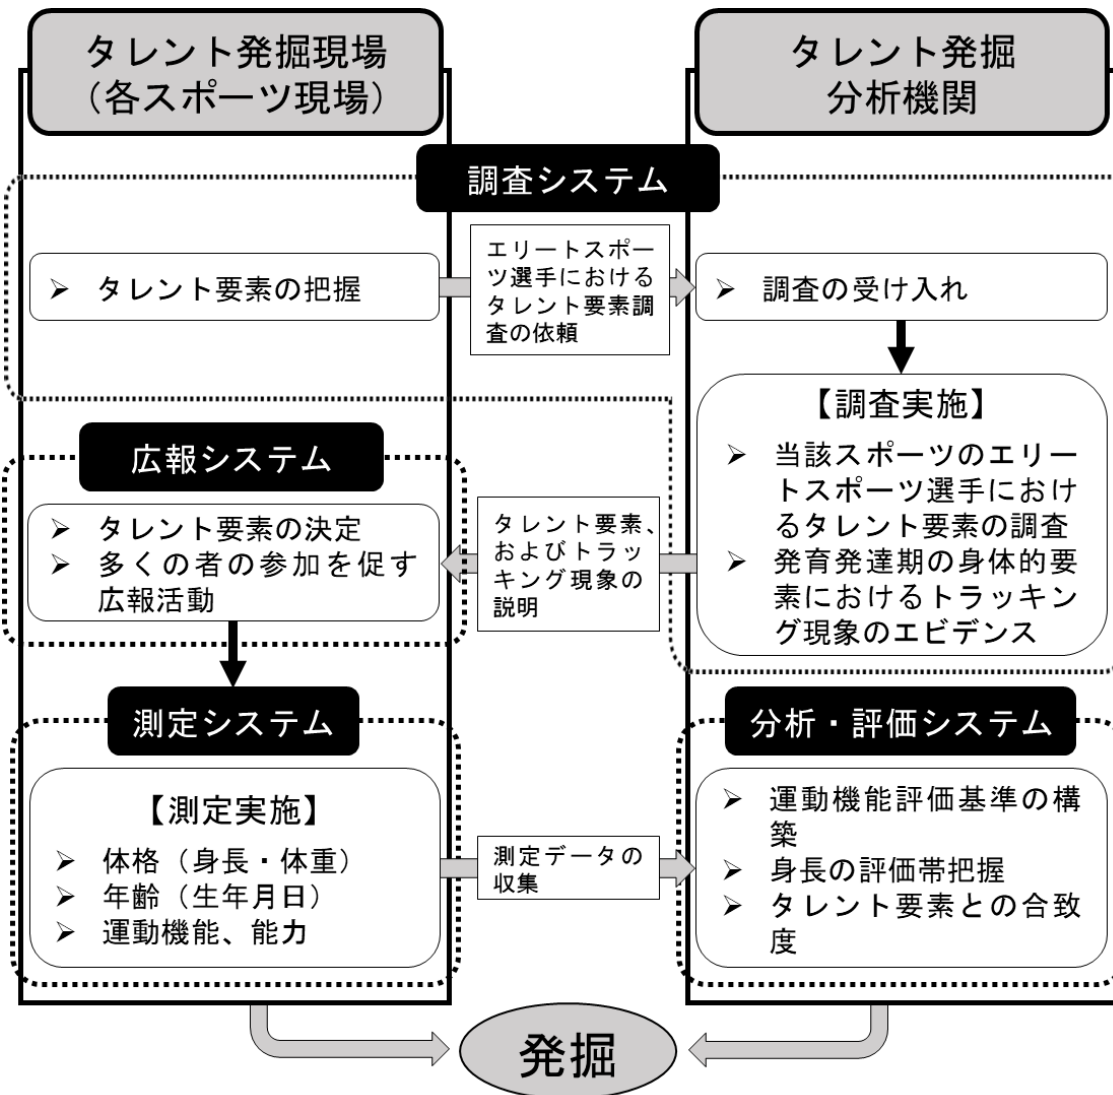 タレント発掘現場
（各スポーツ現場）
タレント発掘
分析機関
調査システム
➢ タレント要素の把握
エリートスポー
ツ選手における
タレント要素調
査の依頼
➢ 調査の受け入れ
【調査実施】
➢ 当該スポーツのエリー
トスポーツ選手におけ
るタレント要素の調査
➢ 発育発達期の身体的要
素におけるトラッキン
グ現象のエビデンス
広報システム
➢ タレント要素の決定
➢ 多くの者の参加を促す
広報活動
タレント要素、
およびトラッ
キング現象の
説明
測定システム
【測定実施】
➢ 体格（身長・体重）
➢ 年齢（生年月日）
➢ 運動機能、能力
測定データの
収集
分析・評価システム
➢ 運動機能評価基準の構
築
➢ 身長の評価帯把握
➢ タレント要素との合致
度
発掘